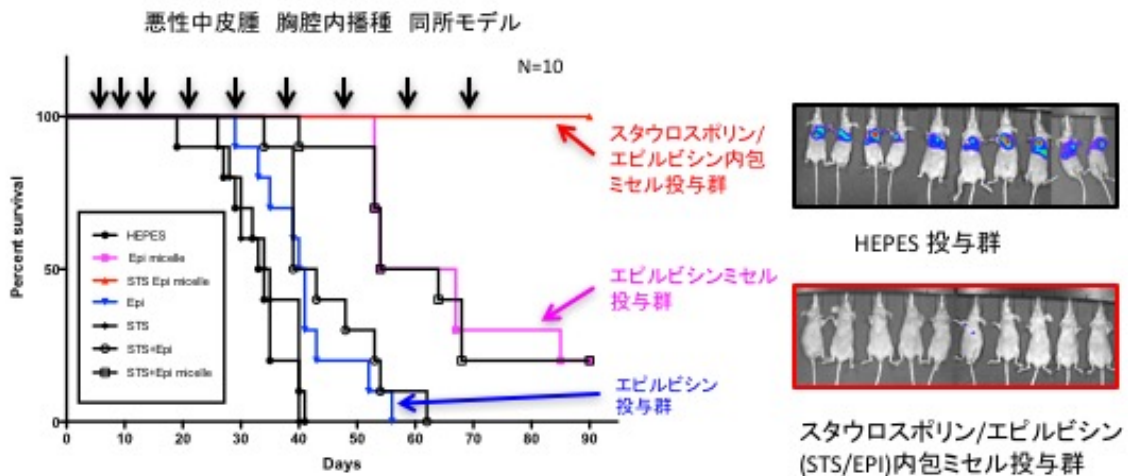 悪性中皮腫 胸腔内播種 同所モデル
N=10
Percent survival
100
50
0
0 10 20 30 40 50 60 70 80 90
Days
HEPES
Epi micelle
STS Epi micelle
Epi
STS
STS+Epi
STS+Epi micelle
スタウロスポリン/
エピルビシン内包
ミセル投与群
エピルビシンミセル
投与群
エピルビシン
投与群
HEPES 投与群
スタウロスポリン/エピルビシン
(STS/EPI)内包ミセル投与群